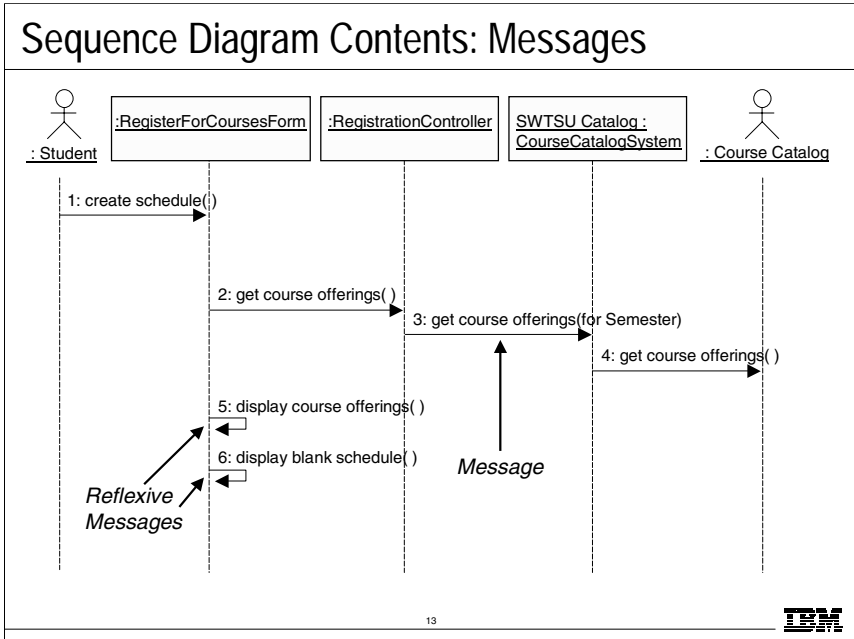 Sequence Diagram Contents: Messages
: Student
:RegisterForCoursesForm
:RegistrationController
SWTSU Catalog :
CourseCatalogSystem
: Course Catalog
1: create schedule( )
2: get course offerings( )
3: get course offerings(for Semester)
4: get course offerings( )
5: display course offerings( )
6: display blank schedule( )
Message
Reflexive
Messages
13
IBM